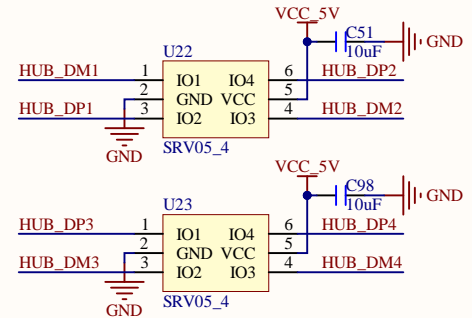 VCC_5V
C51
10uF
GND
U22
HUB_DM1 1 IO1 IO4 6 HUB_DP2
2 GND VCC 5
HUB_DP1 3 IO2 IO3 4 HUB_DM2
SRV05_4
GND
VCC_5V
C98
10uF
GND
U23
HUB_DP3 1 IO1 IO4 6 HUB_DP4
2 GND VCC 5
HUB_DM3 3 IO2 IO3 4 HUB_DM4
SRV05_4
GND